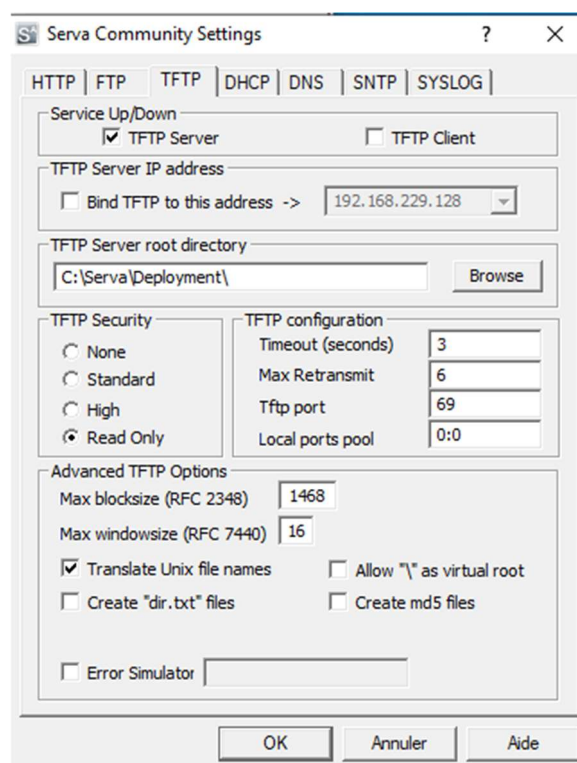 Serva Community Settings ? ×
HTTP FTP TFTP DHCP DNS SNTP SYSLOG
Service Up/Down
TFTP Server TFTP Client
TFTP Server IP address
Bind TFTP to this address -> 192.168.229.128
TFTP Server root directory
C:\Serva\Deployment\ Browse
TFTP Security TFTP configuration
None Timeout (seconds) 3
Standard Max Retransmit 6
High Tftp port 69
Read Only Local ports pool 0:0
Advanced TFTP Options
Max blocksize (RFC 2348) 1468
Max windowsize (RFC 7440) 16
Translate Unix file names Allow "\" as virtual root
Create "dir.txt" files Create md5 files
Error Simulator
OK Annuler Aide